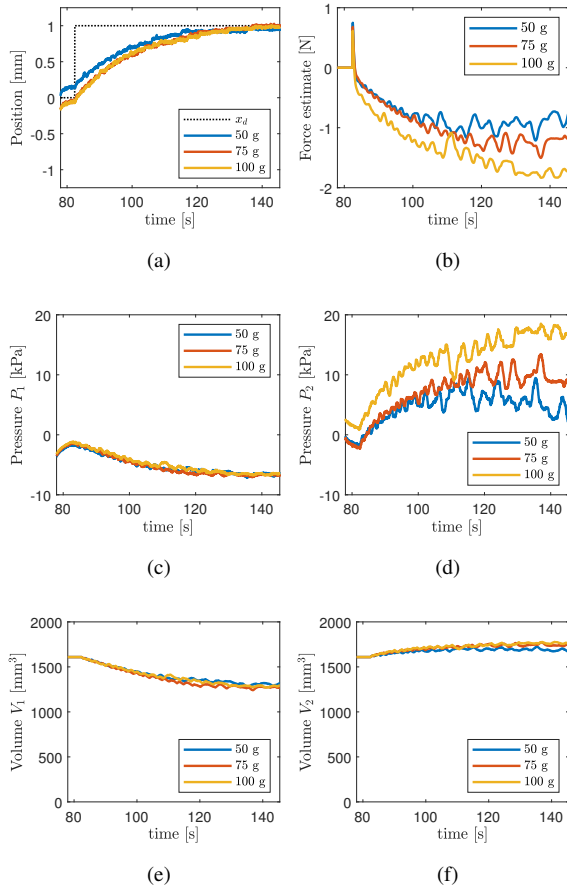 Position [mm]
1
0.5
0
-0.5
-1
x_d
50 g
75 g
100 g
80 100 120 140
time [s]
(a)
Force estimate [N]
1
0
-1
-2
50 g
75 g
100 g
80 100 120 140
time [s]
(b)
Pressure P_1 [kPa]
20
10
0
-10
50 g
75 g
100 g
80 100 120 140
time [s]
(c)
Pressure P_2 [kPa]
20
10
0
-10
50 g
75 g
100 g
80 100 120 140
time [s]
(d)
Volume V_1 [mm³]
2000
1500
1000
500
0
50 g
75 g
100 g
80 100 120 140
time [s]
(e)
Volume V_2 [mm³]
2000
1500
1000
500
0
50 g
75 g
100 g
80 100 120 140
time [s]
(f)